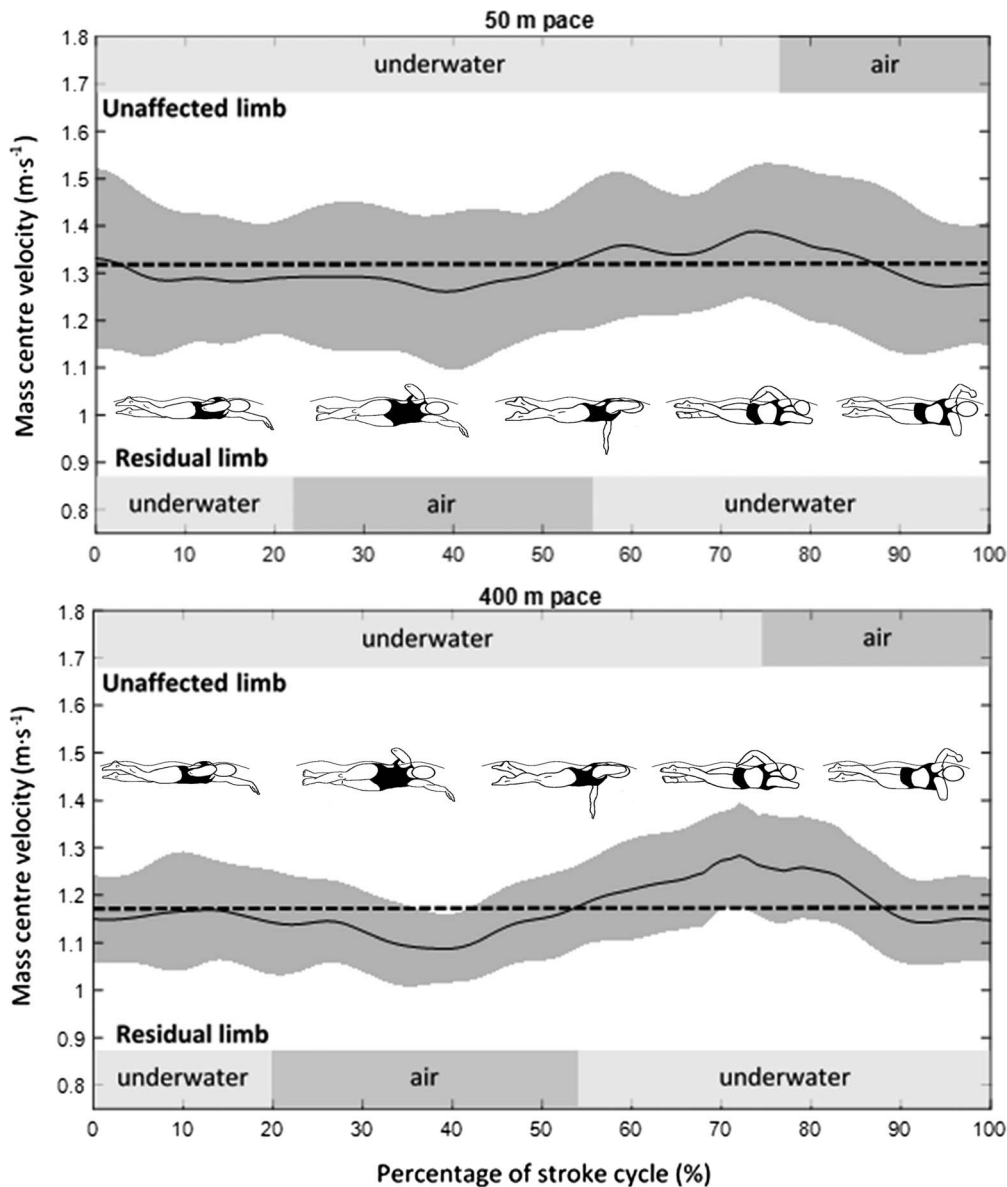 50 m pace
1.8
underwater air
1.7
Unaffected limb
1.6
1.5
1.4
1.3
1.2
1.1
1
0.9
Residual limb
underwater air underwater
0.8
0 10 20 30 40 50 60 70 80 90 100
Mass centre velocity (m·s⁻¹)
400 m pace
1.8
underwater air
1.7
Unaffected limb
1.6
1.5
1.4
1.3
1.2
1.1
1
0.9
Residual limb
underwater air underwater
0.8
0 10 20 30 40 50 60 70 80 90 100
Mass centre velocity (m·s⁻¹)
Percentage of stroke cycle (%)